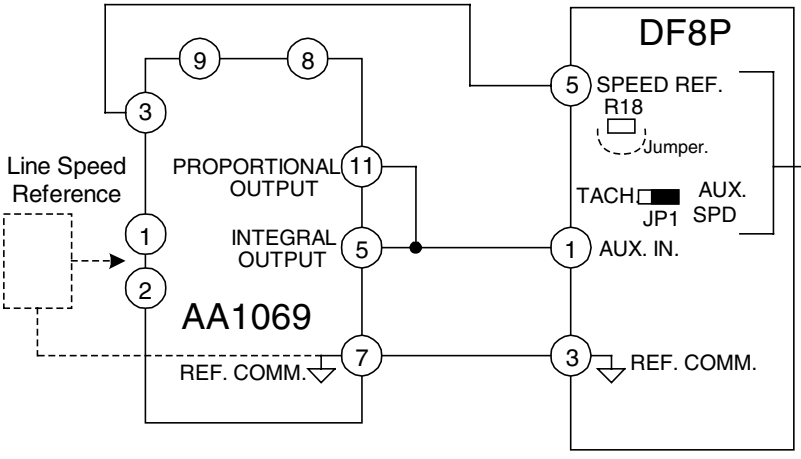 DF8P
9
8
5 SPEED REF.
R18
Jumper.
3
Line Speed
Reference
PROPORTIONAL
OUTPUT
11
TACH.
AUX.
SPD
JP1
1
INTEGRAL
OUTPUT
5
1 AUX. IN.
2
AA1069
REF. COMM.
7
3 REF. COMM.